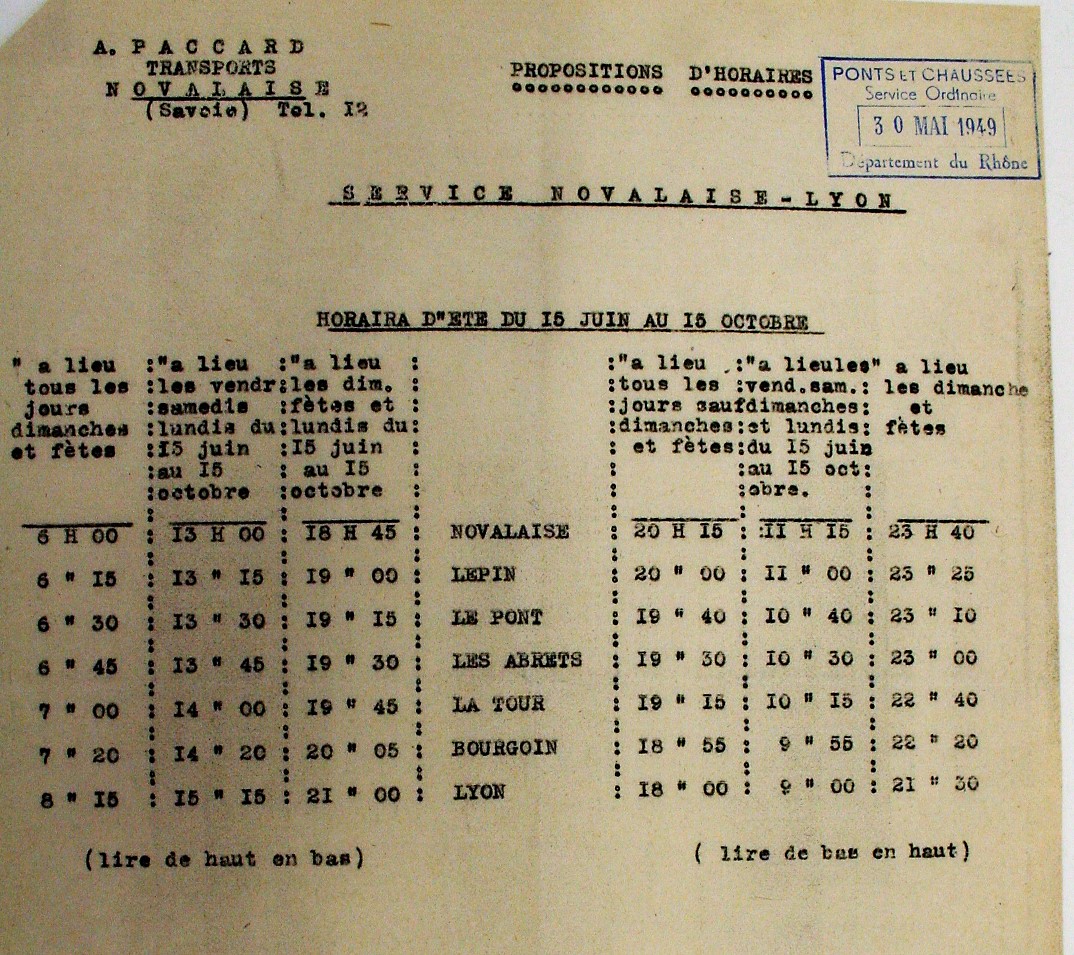 A. PACCARD
TRANSPORTS
NOVALAISE
(Savoie) Tel. I2
PROPOSITIONS D'HORAIRES
PONTS ET CHAUSSEES
Service Ordinaire
30 MAI 1949
Département du Rhône
SERVICE NOVALAISE-LYON
HORAIRA D"ETE DU I5 JUIN AU I5 OCTOBRE
" a lieu :"a lieu :"a lieu : :"a lieu :"a lieules" a lieu
tous les :les vendr:les dim. : :tous les :vend.sam.: les dimanche
jours :samedis :fêtes et : :jours saufdimanches: et
dimanches :lundis du:lundis du: :dimanches:et lundis: fêtes
et fêtes :I5 juin :I5 juin : : et fêtes:du I5 juin
:au I5 : au I5 : : :au I5 oct:
:octobre :octobre : : :obre. :
6 H 00 : I3 H 00 : I8 H 45 : NOVALAISE : 20 H I5 : II H I5 : 23 H 40
6 " I5 : I3 " I5 : I9 " 00 : LEPIN : 20 " 00 : II " 00 : 23 " 25
6 " 30 : I3 " 30 : I9 " I5 : LE PONT : I9 " 40 : I0 " 40 : 23 " I0
6 " 45 : I3 " 45 : I9 " 30 : LES ABRETS : I9 " 30 : I0 " 30 : 23 " 00
7 " 00 : I4 " 00 : I9 " 45 : LA TOUR : I9 " I5 : I0 " I5 : 22 " 40
7 " 20 : I4 " 20 : 20 " 05 : BOURGOIN : I8 " 55 : 9 " 55 : 22 " 20
8 " I5 : I5 " I5 : 21 " 00 : LYON : I8 " 00 : 9 " 00 : 21 " 30
(lire de haut en bas) ( lire de bas en haut)